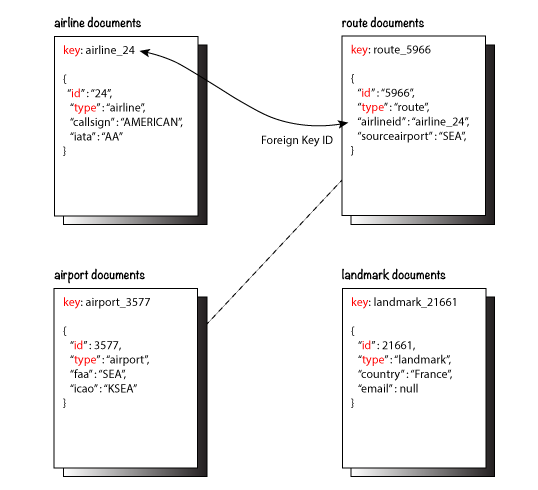 airline documents
key: airline_24
{
“id” : “24”,
“type” : “airline”,
“callsign” : “AMERICAN”,
“iata” : “AA”
}
route documents
key: route_5966
{
“id” : “5966”,
“type” : “route”,
“airlineid” : “airline_24”,
“sourceairport” : “SEA”,
}
Foreign Key ID
airport documents
key: airport_3577
{
“id” : 3577,
“type” : “airport”,
“faa” : “SEA”,
“icao” : “KSEA”
}
landmark documents
key: landmark_21661
{
“id” : 21661,
“type” : “landmark”,
“country” : “France”,
“email” : null
}